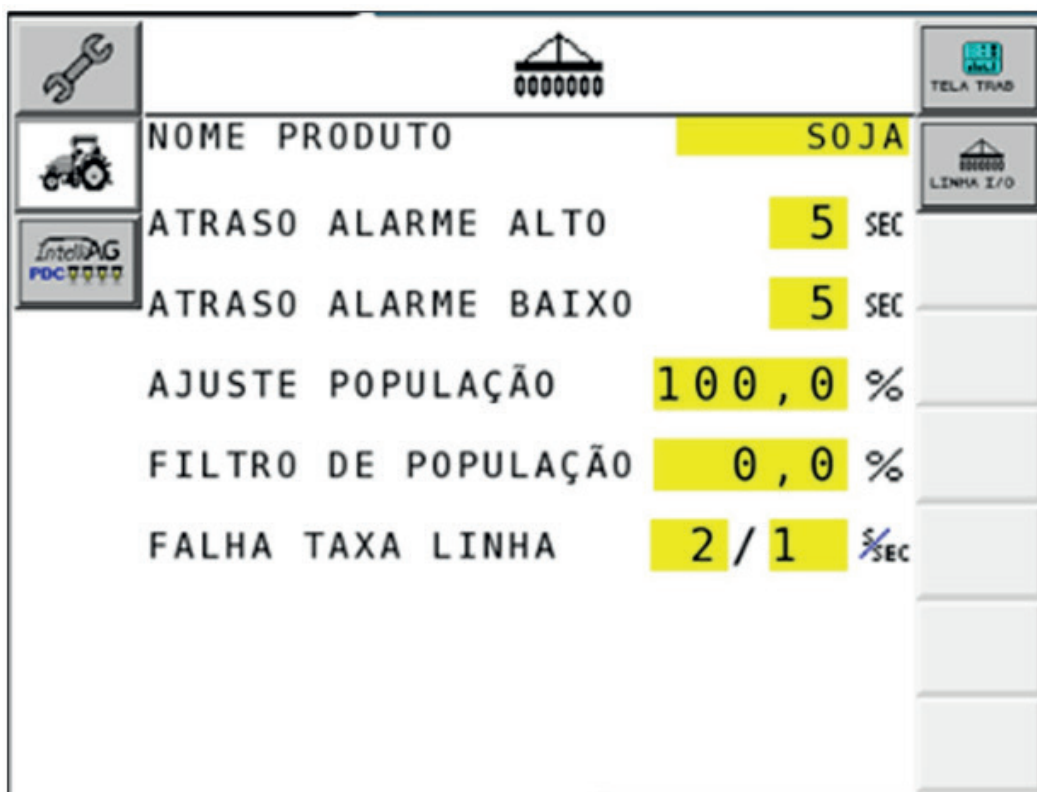 TELA TRAB
NOME PRODUTO SOJA
LINHA I/O
ATRASO ALARME ALTO 5 SEC
IntelliAG
PDC
ATRASO ALARME BAIXO 5 SEC
AJUSTE POPULAÇÃO 100,0 %
FILTRO DE POPULAÇÃO 0,0 %
FALHA TAXA LINHA 2/1 S/SEC